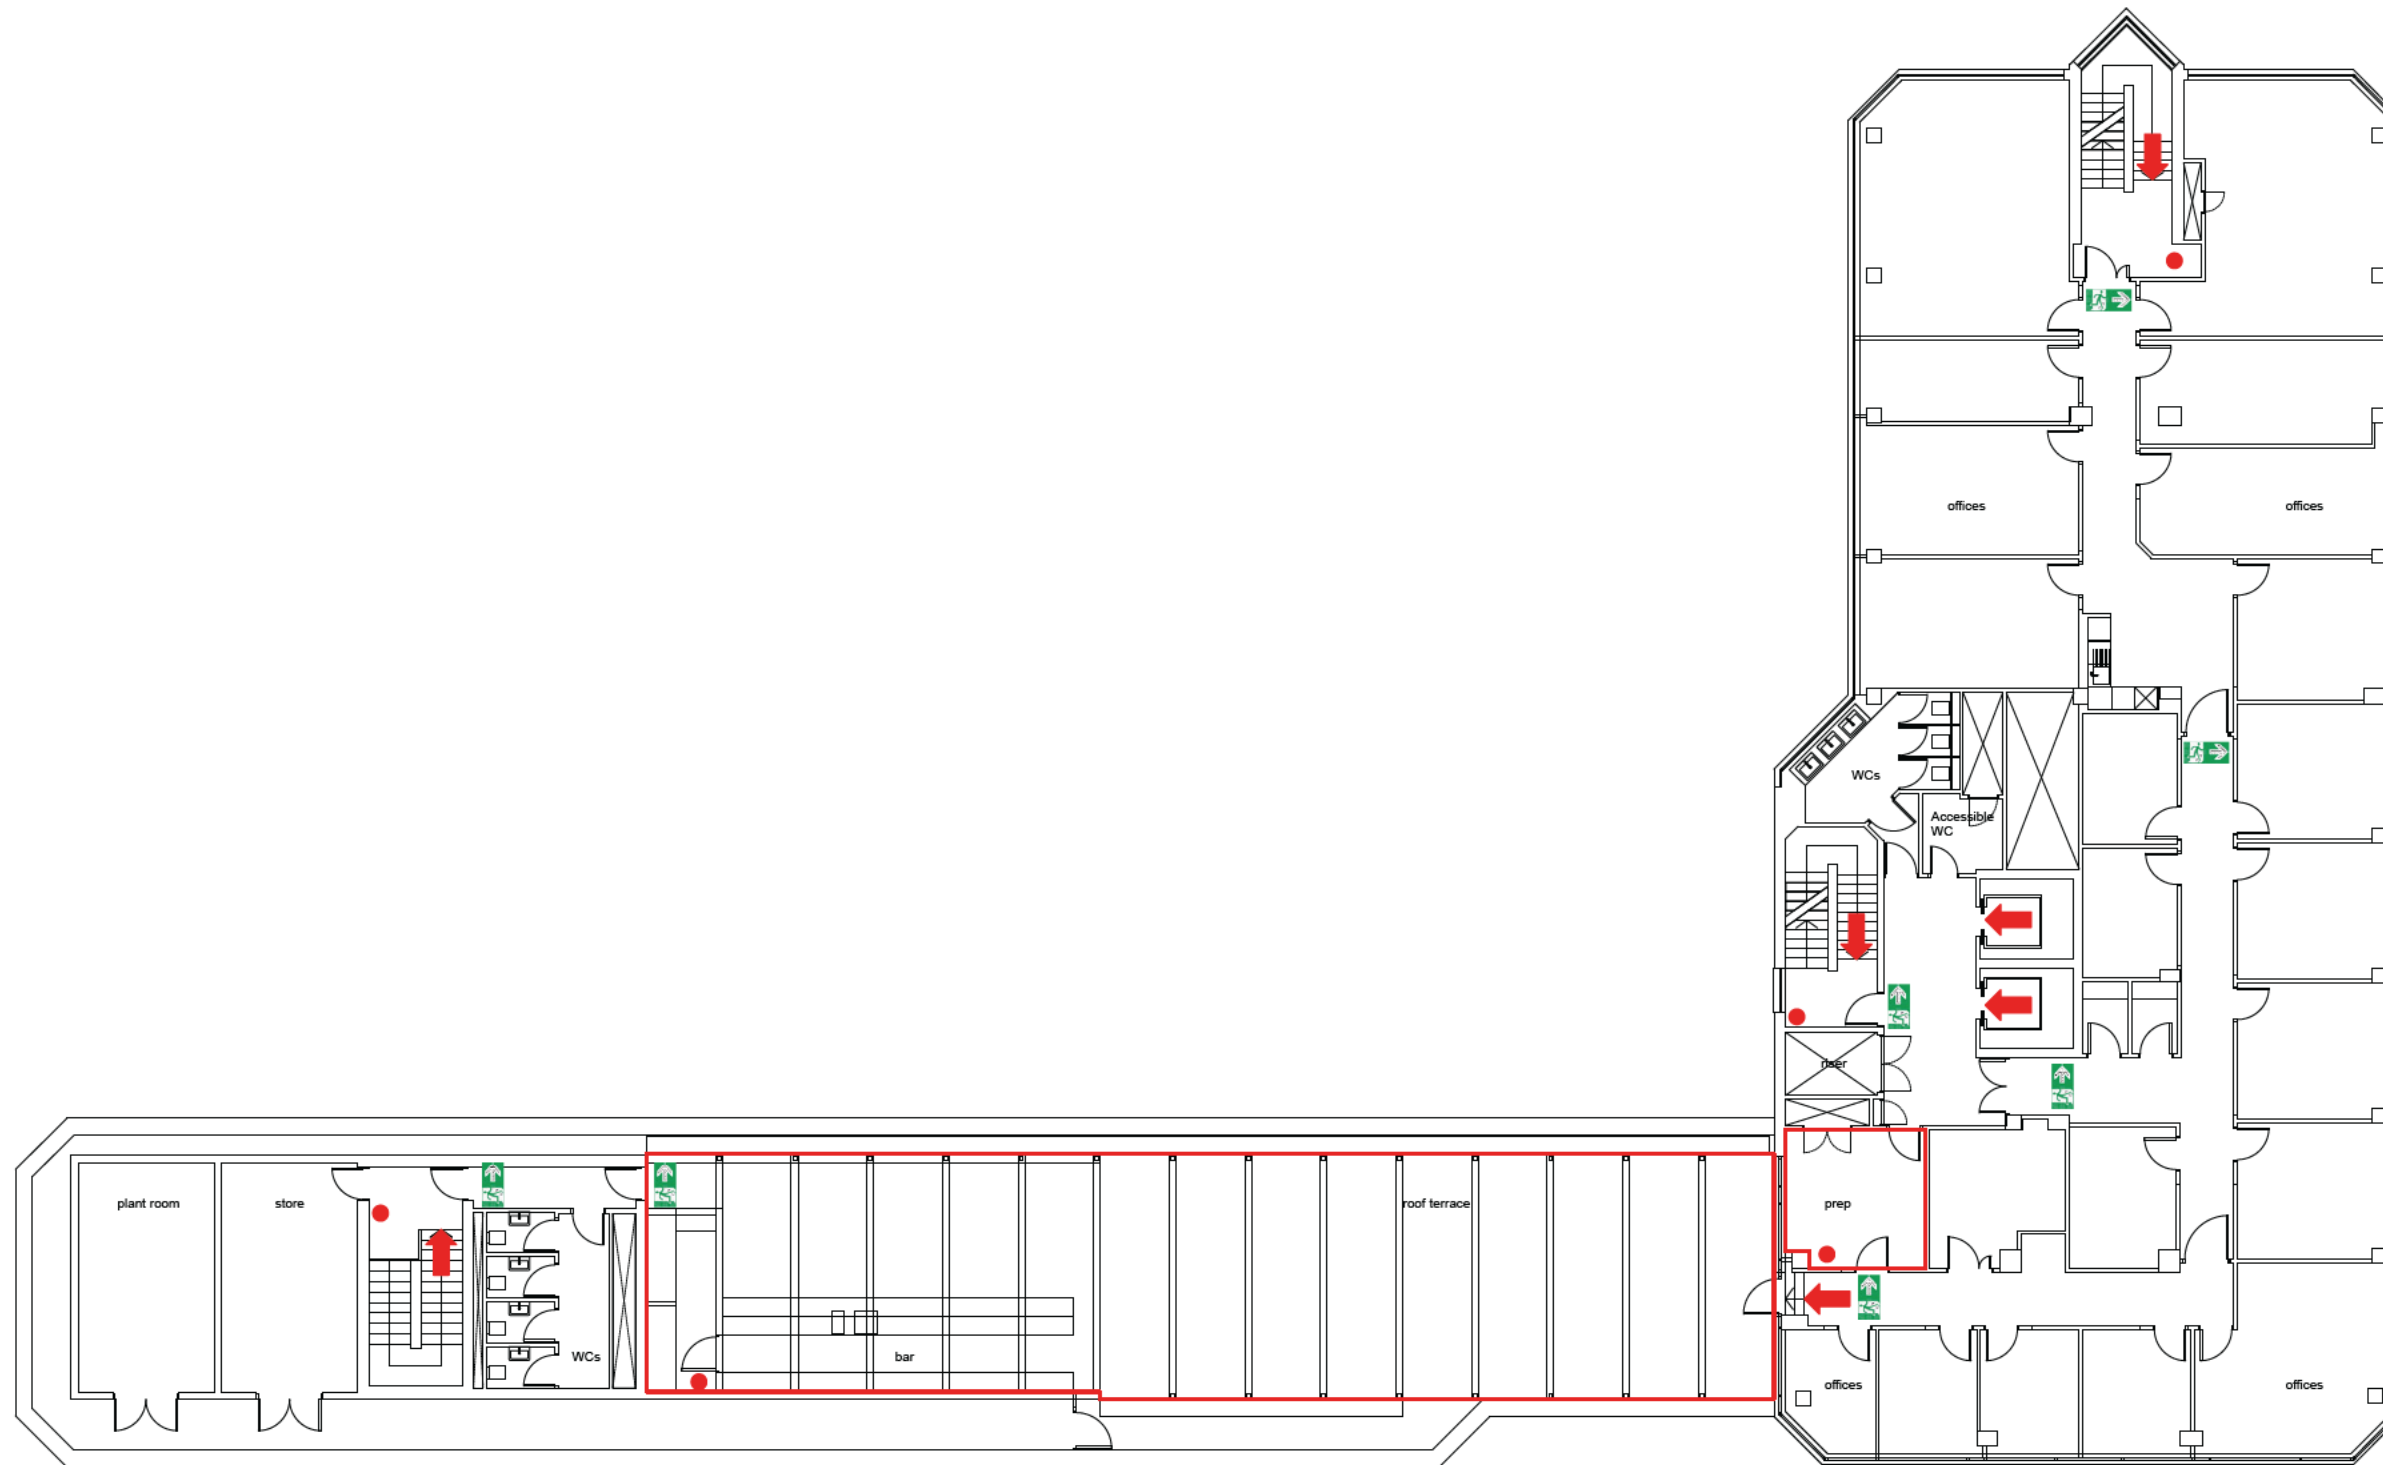 offices
offices
WCs
Accessible
WC
riser
plant room
store
roof terrace
prep
WCs
bar
offices
offices